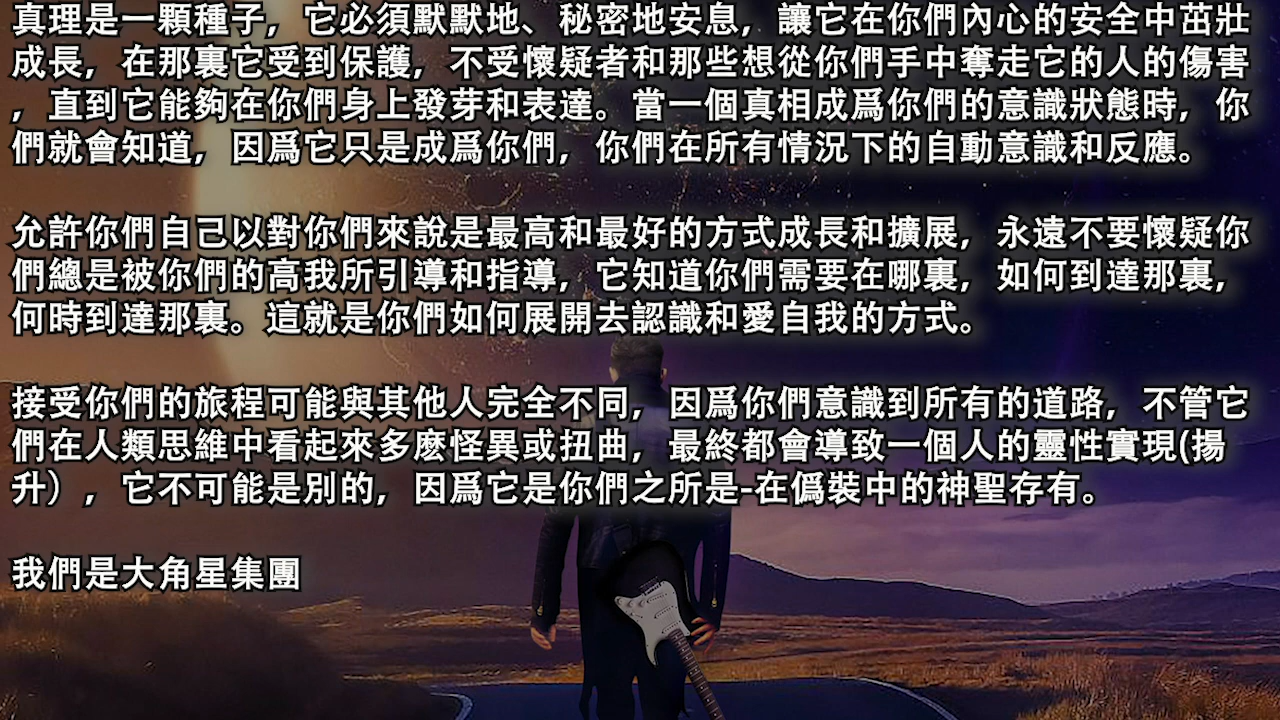 真理是一顆種子，它必須默默地、秘密地安息，讓它在你們內心的安全中茁壯
成長，在那裏它受到保護，不受懷疑者和那些想從你們手中奪走它的人的傷害
，直到它能夠在你們身上發芽和表達。當一個真相成爲你們的意識狀態時，你
們就會知道，因爲它只是成爲你們，你們在所有情況下的自動意識和反應。
允許你們自己以對你們來說是最高和最好的方式成長和擴展，永遠不要懷疑你
們總是被你們的高我所引導和指導，它知道你們需要在哪裏，如何到達那裏，
何時到達那裏。這就是你們如何展開去認識和愛自我的方式。
接受你們的旅程可能與其他人完全不同，因爲你們意識到所有的道路，不管它
們在人類思維中看起來多麽怪異或扭曲，最終都會導致一個人的靈性實現(揚
升），它不可能是別的，因爲它是你們之所是-在僞裝中的神聖存有。
我們是大角星集團